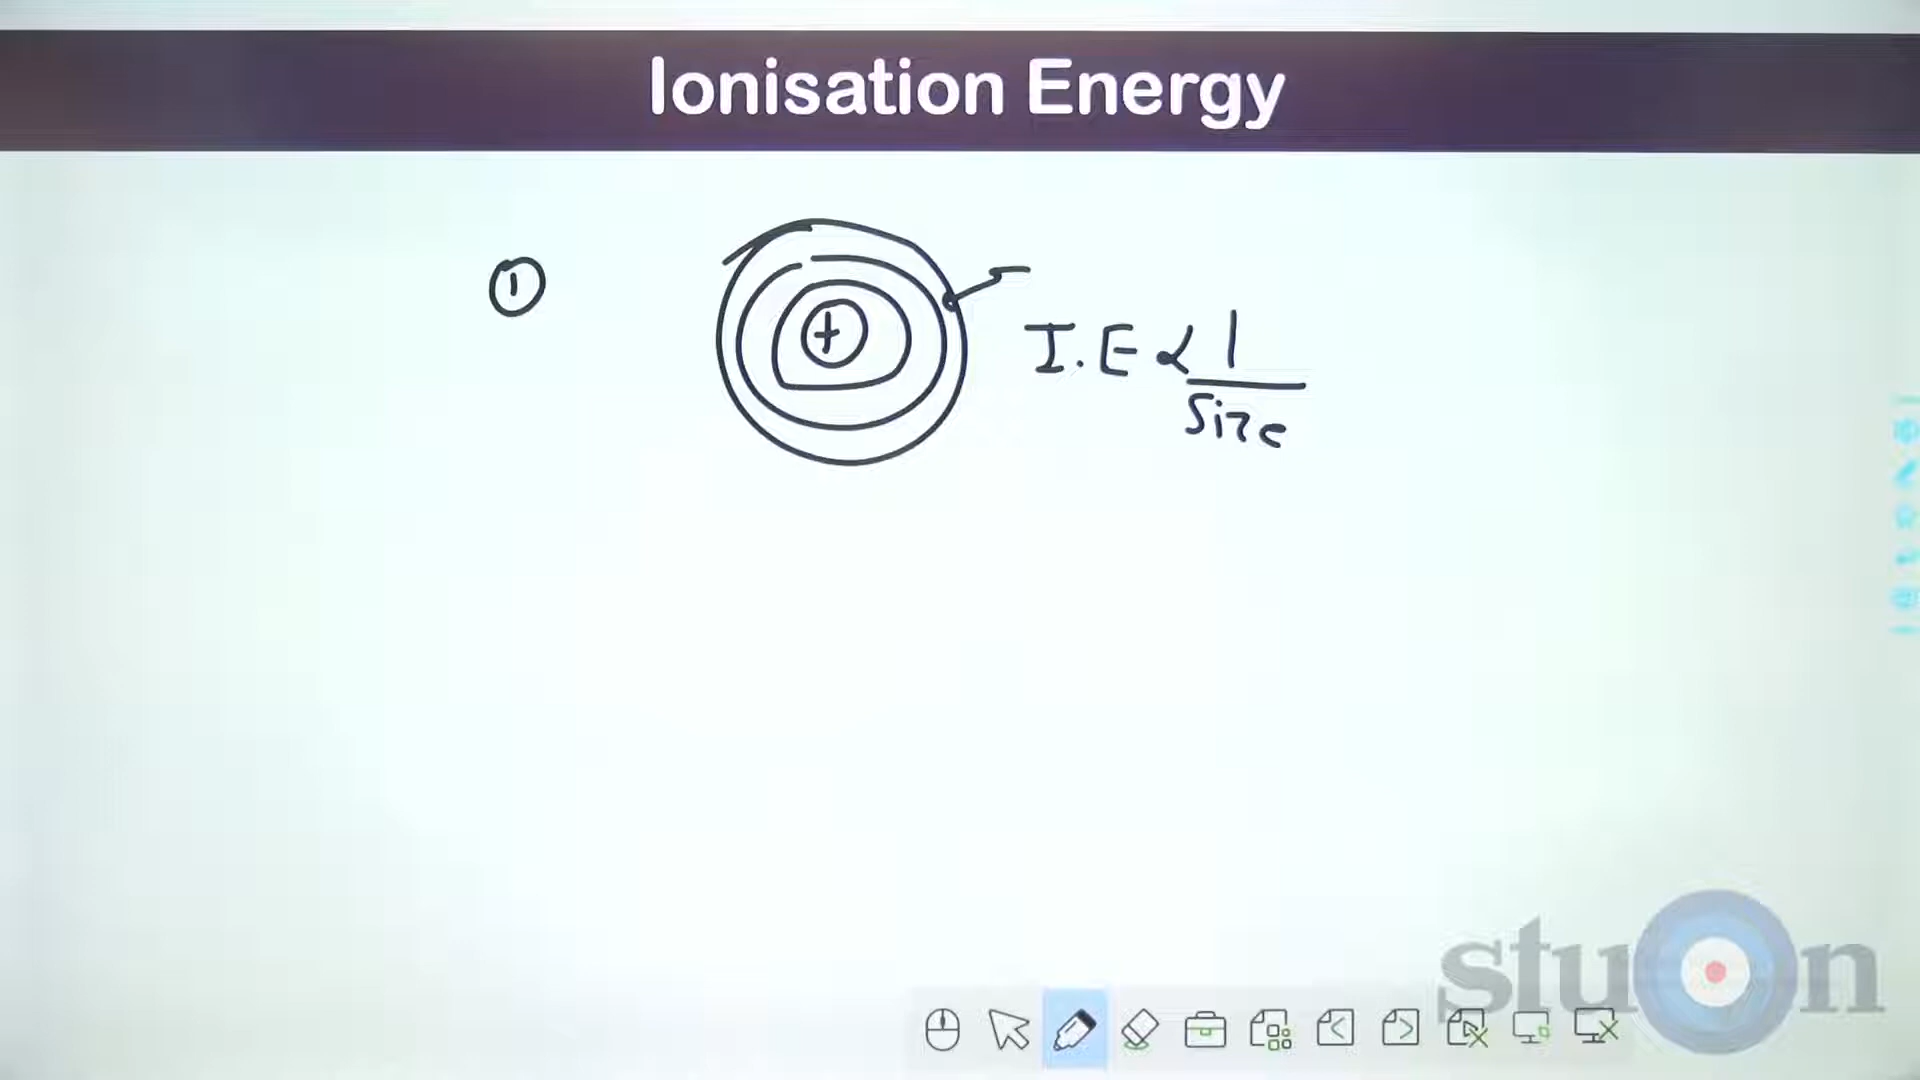 Ionisation Energy
①
+
I.E ∝ 1
Size
stuOn